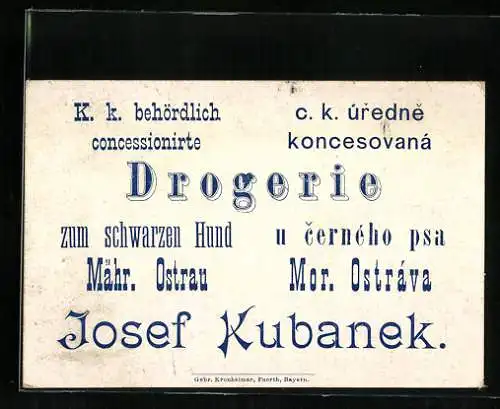 K. k. behördlich c. k. úředně
concessionirte koncesovaná
Drogerie
zum schwarzen Hund u černého psa
Mähr. Ostrau Mor. Ostráva
Josef Kubanek.
Gebr. Kronheimer, Fuerth, Bayern.